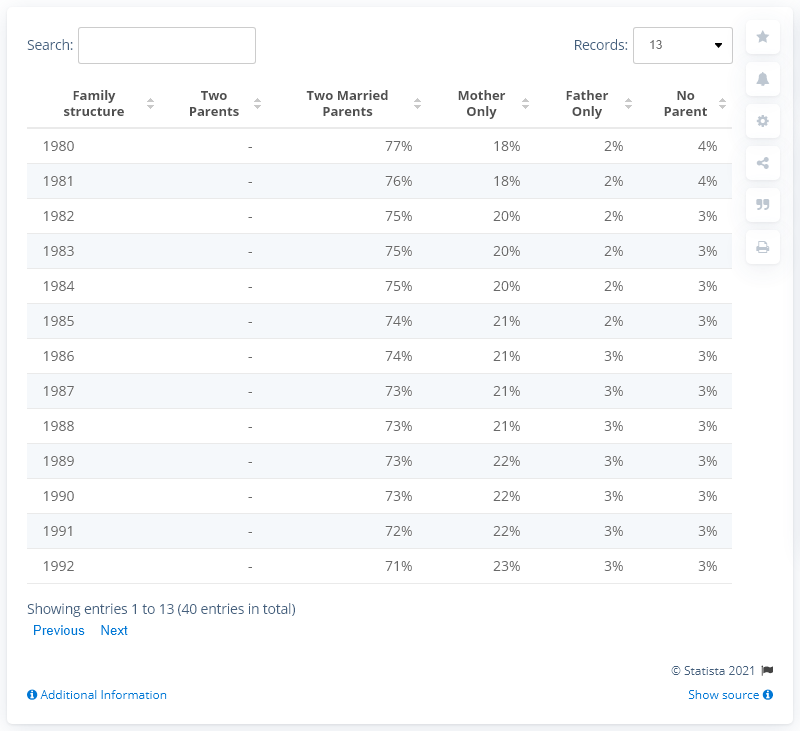 Search: Records: 13
Family structure Two Parents Two Married Parents Mother Only Father Only No Parent
1980 - 77% 18% 2% 4%
1981 - 76% 18% 2% 4%
1982 - 75% 20% 2% 3%
1983 - 75% 20% 2% 3%
1984 - 75% 20% 2% 3%
1985 - 74% 21% 2% 3%
1986 - 74% 21% 3% 3%
1987 - 73% 21% 3% 3%
1988 - 73% 21% 3% 3%
1989 - 73% 22% 3% 3%
1990 - 73% 22% 3% 3%
1991 - 72% 22% 3% 3%
1992 - 71% 23% 3% 3%
Showing entries 1 to 13 (40 entries in total)
Previous Next
© Statista 2021
Additional Information Show source